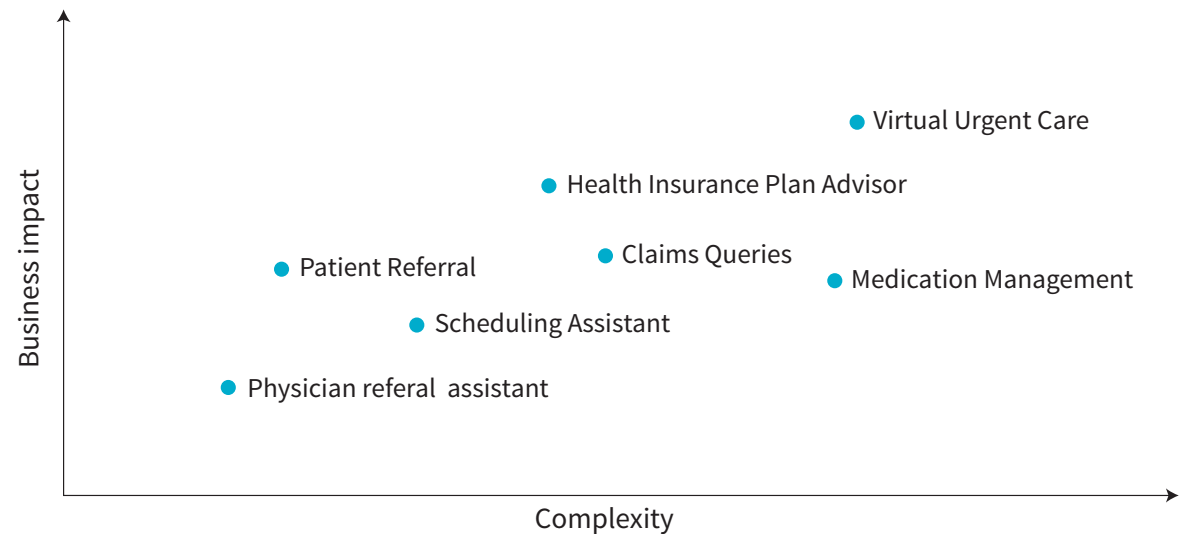 Virtual Urgent Care
Health Insurance Plan Advisor
Claims Queries
Patient Referral
Medication Management
Scheduling Assistant
Physician referal  assistant
Business impact
Complexity